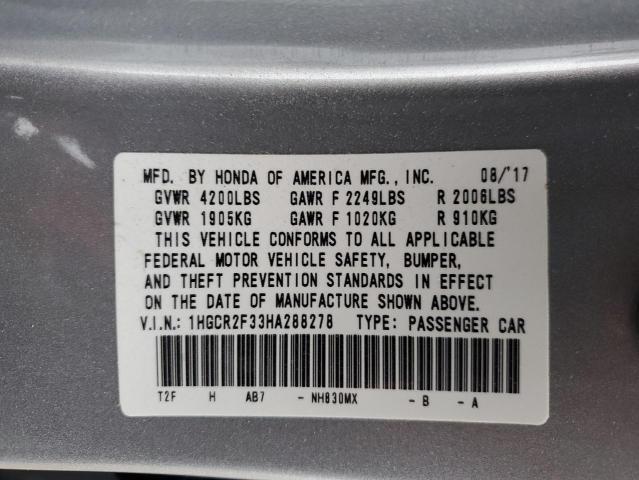 MFD. BY HONDA OF AMERICA MFG., INC. 08/'17
GVWR 4200LBS GAWR F 2249LBS R 2006LBS
GVWR 1905KG GAWR F 1020KG R 910KG
THIS VEHICLE CONFORMS TO ALL APPLICABLE
FEDERAL MOTOR VEHICLE SAFETY, BUMPER,
AND THEFT PREVENTION STANDARDS IN EFFECT
ON THE DATE OF MANUFACTURE SHOWN ABOVE.
V.I.N.: 1HGCR2F33HA288278 TYPE: PASSENGER CAR
T2F H AB7 - NH830MX - B - A